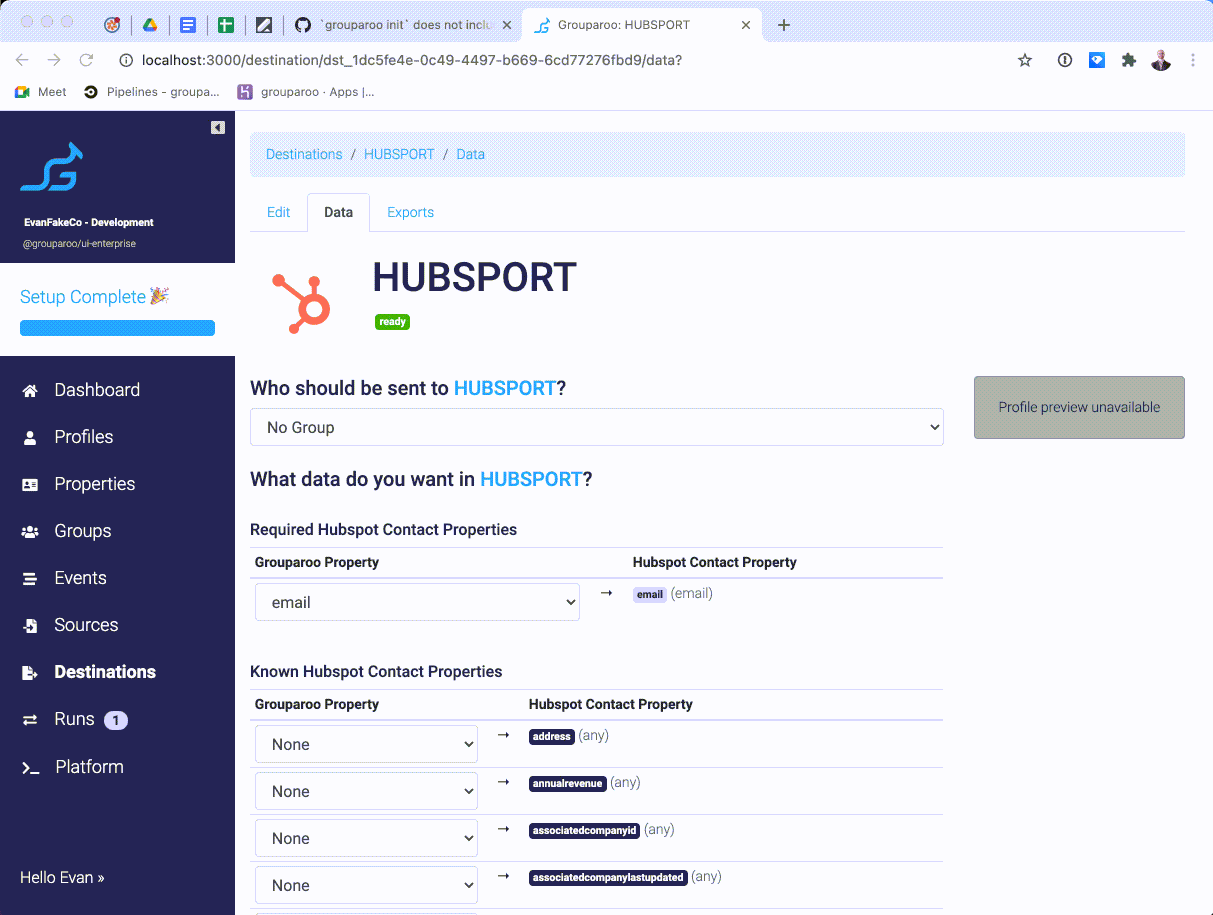 `grouparoo init` does not inclu
Grouparoo: HUBSPORT
localhost:3000/destination/dst_1dc5fe4e-0c49-4497-b669-6cd77276fbd9/data?
Meet
Pipelines - groupa...
grouparoo · Apps |...
EvanFakeCo - Development
@grouparoo/ui-enterprise
Setup Complete 🎉
Dashboard
Profiles
Properties
Groups
Events
Sources
Destinations
Runs 1
Platform
Hello Evan »
Destinations / HUBSPORT / Data
Edit Data Exports
HUBSPORT
ready
Who should be sent to HUBSPORT?
No Group
Profile preview unavailable
What data do you want in HUBSPORT?
Required Hubspot Contact Properties
Grouparoo Property Hubspot Contact Property
email → email (email)
Known Hubspot Contact Properties
Grouparoo Property Hubspot Contact Property
None → address (any)
None → annualrevenue (any)
None → associatedcompanyid (any)
None → associatedcompanylastupdated (any)